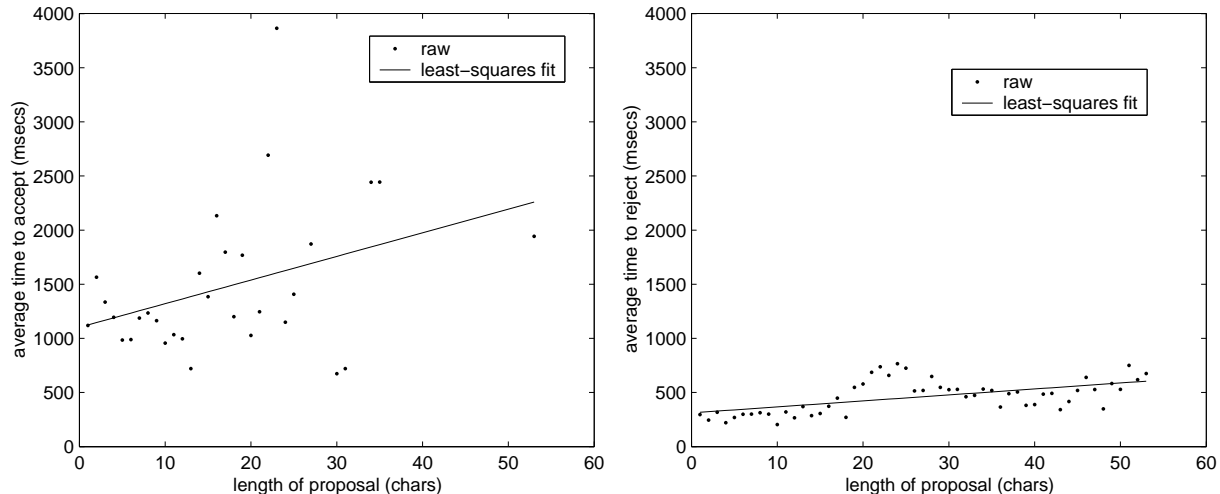 4000
3500
3000
2500
2000
1500
1000
500
0
average time to accept (msecs)
raw
least-squares fit
0 10 20 30 40 50 60
length of proposal (chars)
4000
3500
3000
2500
2000
1500
1000
500
0
average time to reject (msecs)
raw
least-squares fit
0 10 20 30 40 50 60
length of proposal (chars)